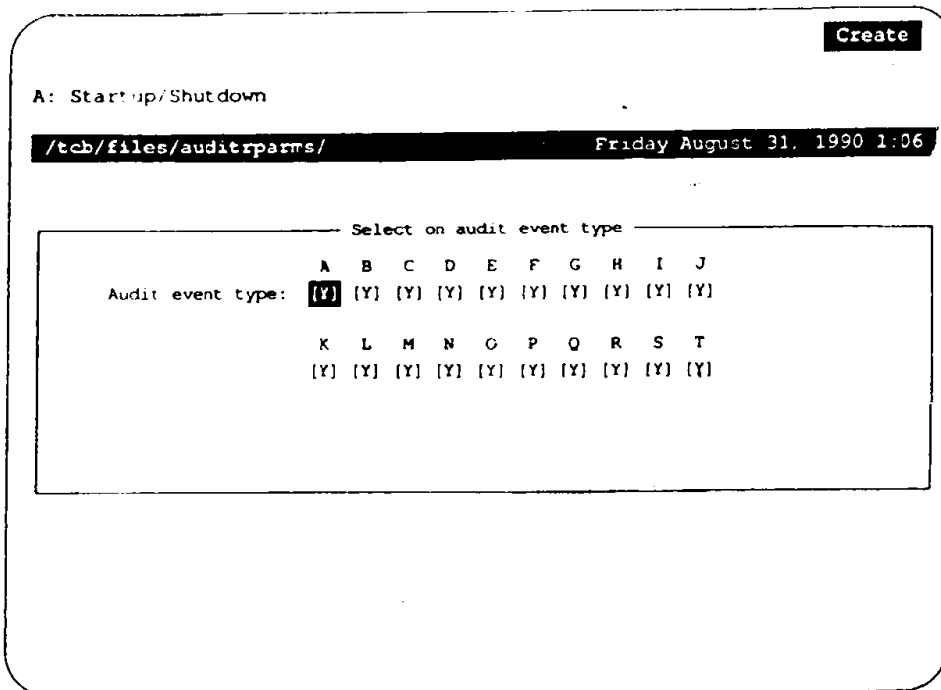 Create
A: Startup/Shutdown
/tcb/files/auditrparms/ Friday August 31, 1990 1:06
Select on audit event type
A B C D E F G H I J
Audit event type: [Y] [Y] [Y] [Y] [Y] [Y] [Y] [Y] [Y] [Y]
K L M N O P Q R S T
[Y] [Y] [Y] [Y] [Y] [Y] [Y] [Y] [Y] [Y]